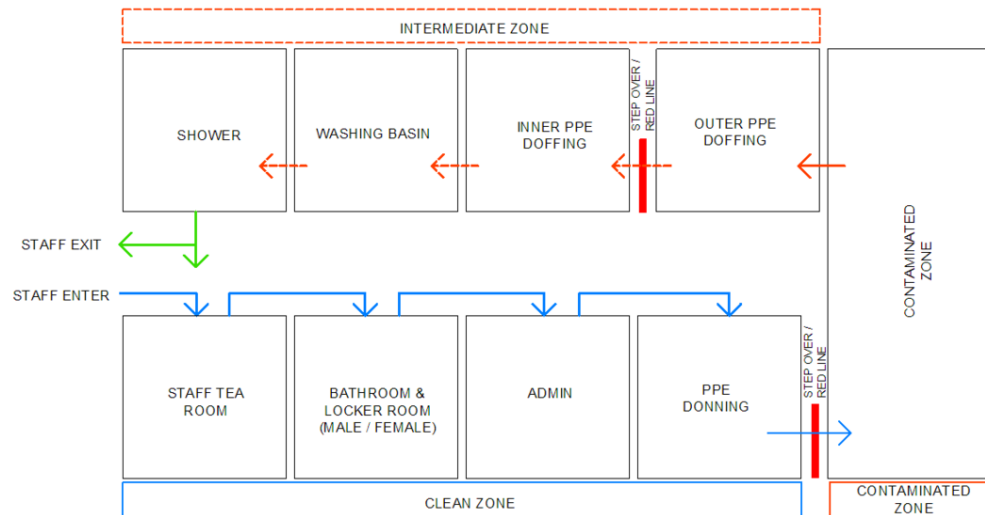 INTERMEDIATE ZONE
SHOWER
WASHING BASIN
INNER PPE
DOFFING
STEP OVER /
RED LINE
OUTER PPE
DOFFING
CONTAMINATED
ZONE
STAFF EXIT
STAFF ENTER
STAFF TEA
ROOM
BATHROOM &
LOCKER ROOM
(MALE / FEMALE)
ADMIN
PPE
DONNING
STEP OVER /
RED LINE
CLEAN ZONE
CONTAMINATED
ZONE